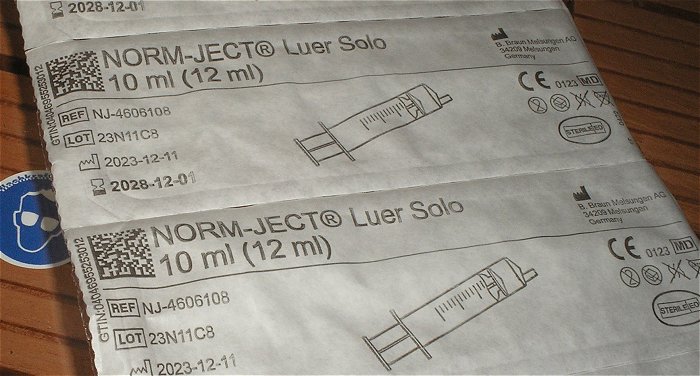 2028-12-01
NORM-JECT® Luer Solo
10 ml (12 ml)
REF NJ-4606108
LOT 23N11C8
2023-12-11
2028-12-01
B. Braun Melsungen AG
34209 Melsungen
Germany
CE 0123 MD
STERILE EO
NORM-JECT® Luer Solo
10 ml (12 ml)
REF NJ-4606108
LOT 23N11C8
2023-12-11
B. Braun Melsungen AG
34209 Melsungen
Germany
CE 0123 MD
STERILE EO